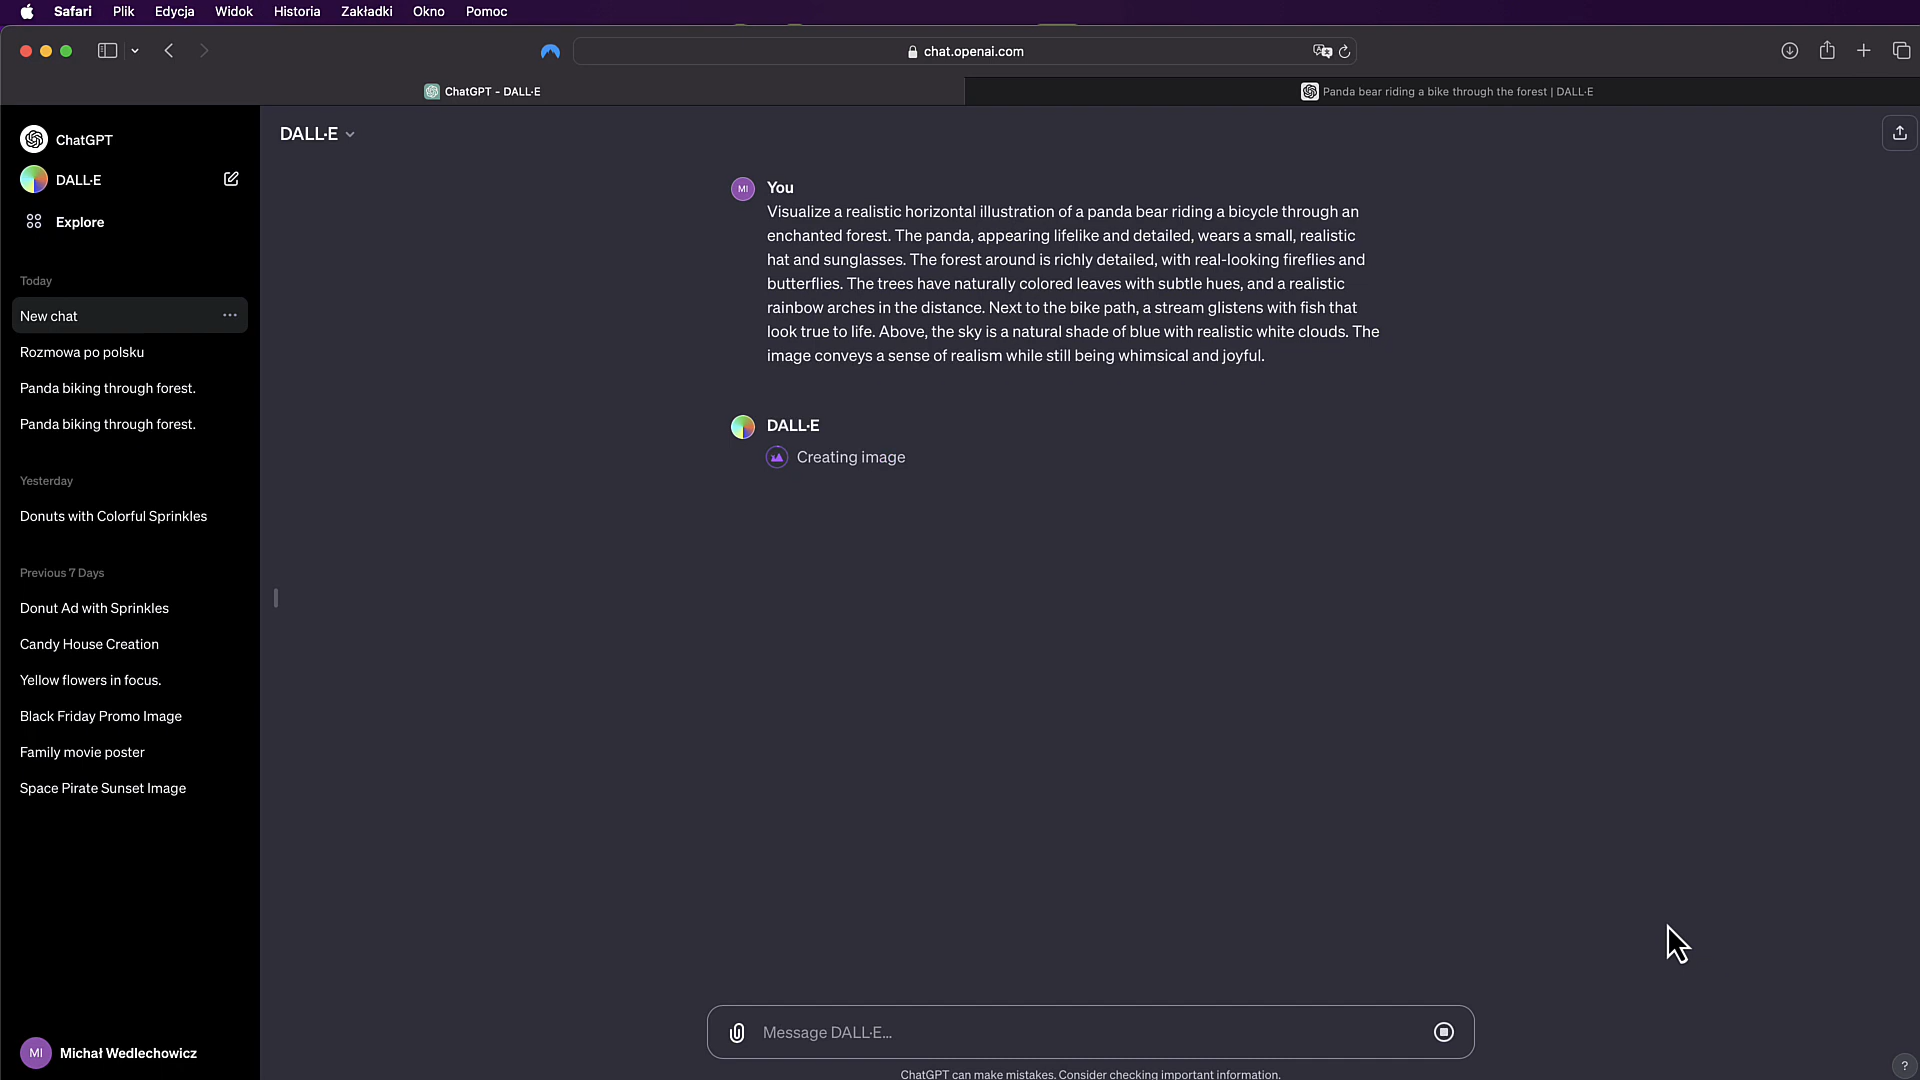 Safari Plik Edycja Widok Historia Zakładki Okno Pomoc
chat.openai.com
ChatGPT - DALL·E
Panda bear riding a bike through the forest | DALL·E
ChatGPT
DALL·E
Explore
Today
New chat
Rozmowa po polsku
Panda biking through forest.
Panda biking through forest.
Yesterday
Donuts with Colorful Sprinkles
Previous 7 Days
Donut Ad with Sprinkles
Candy House Creation
Yellow flowers in focus.
Black Friday Promo Image
Family movie poster
Space Pirate Sunset Image
MI Michał Wedlechowicz
DALL·E
MI You
Visualize a realistic horizontal illustration of a panda bear riding a bicycle through an
enchanted forest. The panda, appearing lifelike and detailed, wears a small, realistic
hat and sunglasses. The forest around is richly detailed, with real-looking fireflies and
butterflies. The trees have naturally colored leaves with subtle hues, and a realistic
rainbow arches in the distance. Next to the bike path, a stream glistens with fish that
look true to life. Above, the sky is a natural shade of blue with realistic white clouds. The
image conveys a sense of realism while still being whimsical and joyful.
DALL·E
Creating image
Message DALL·E...
ChatGPT can make mistakes. Consider checking important information.
?